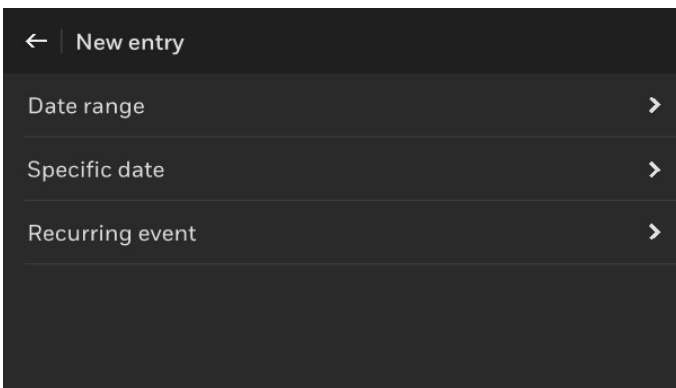 New entry
Date range
Specific date
Recurring event